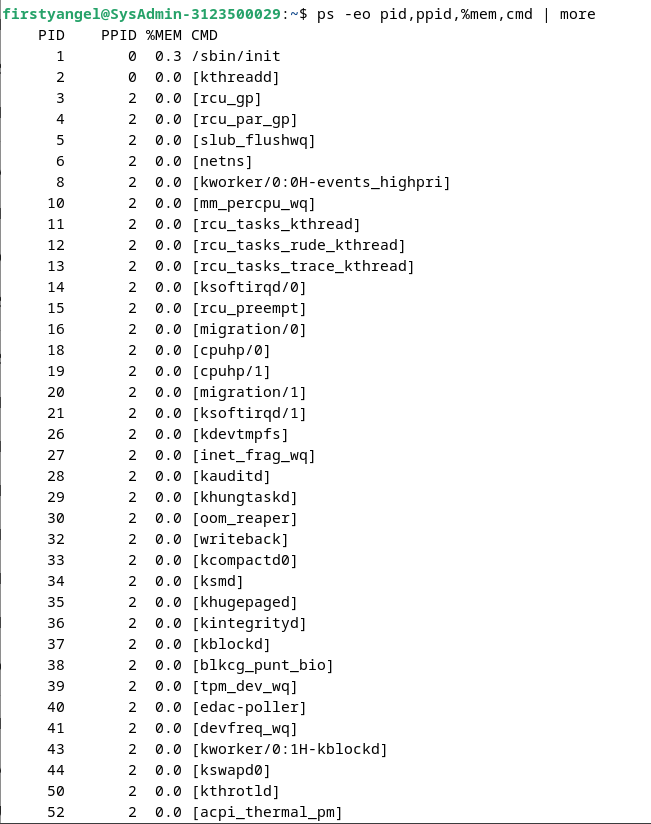 firstyangel@SysAdmin-3123500029:~$ ps -eo pid,ppid,%mem,cmd | more
    PID    PPID %MEM CMD
      1       0  0.3 /sbin/init
      2       0  0.0 [kthreadd]
      3       2  0.0 [rcu_gp]
      4       2  0.0 [rcu_par_gp]
      5       2  0.0 [slub_flushwq]
      6       2  0.0 [netns]
      8       2  0.0 [kworker/0:0H-events_highpri]
     10       2  0.0 [mm_percpu_wq]
     11       2  0.0 [rcu_tasks_kthread]
     12       2  0.0 [rcu_tasks_rude_kthread]
     13       2  0.0 [rcu_tasks_trace_kthread]
     14       2  0.0 [ksoftirqd/0]
     15       2  0.0 [rcu_preempt]
     16       2  0.0 [migration/0]
     18       2  0.0 [cpuhp/0]
     19       2  0.0 [cpuhp/1]
     20       2  0.0 [migration/1]
     21       2  0.0 [ksoftirqd/1]
     26       2  0.0 [kdevtmpfs]
     27       2  0.0 [inet_frag_wq]
     28       2  0.0 [kauditd]
     29       2  0.0 [khungtaskd]
     30       2  0.0 [oom_reaper]
     32       2  0.0 [writeback]
     33       2  0.0 [kcompactd0]
     34       2  0.0 [ksmd]
     35       2  0.0 [khugepaged]
     36       2  0.0 [kintegrityd]
     37       2  0.0 [kblockd]
     38       2  0.0 [blkcg_punt_bio]
     39       2  0.0 [tpm_dev_wq]
     40       2  0.0 [edac-poller]
     41       2  0.0 [devfreq_wq]
     43       2  0.0 [kworker/0:1H-kblockd]
     44       2  0.0 [kswapd0]
     50       2  0.0 [kthrotld]
     52       2  0.0 [acpi_thermal_pm]